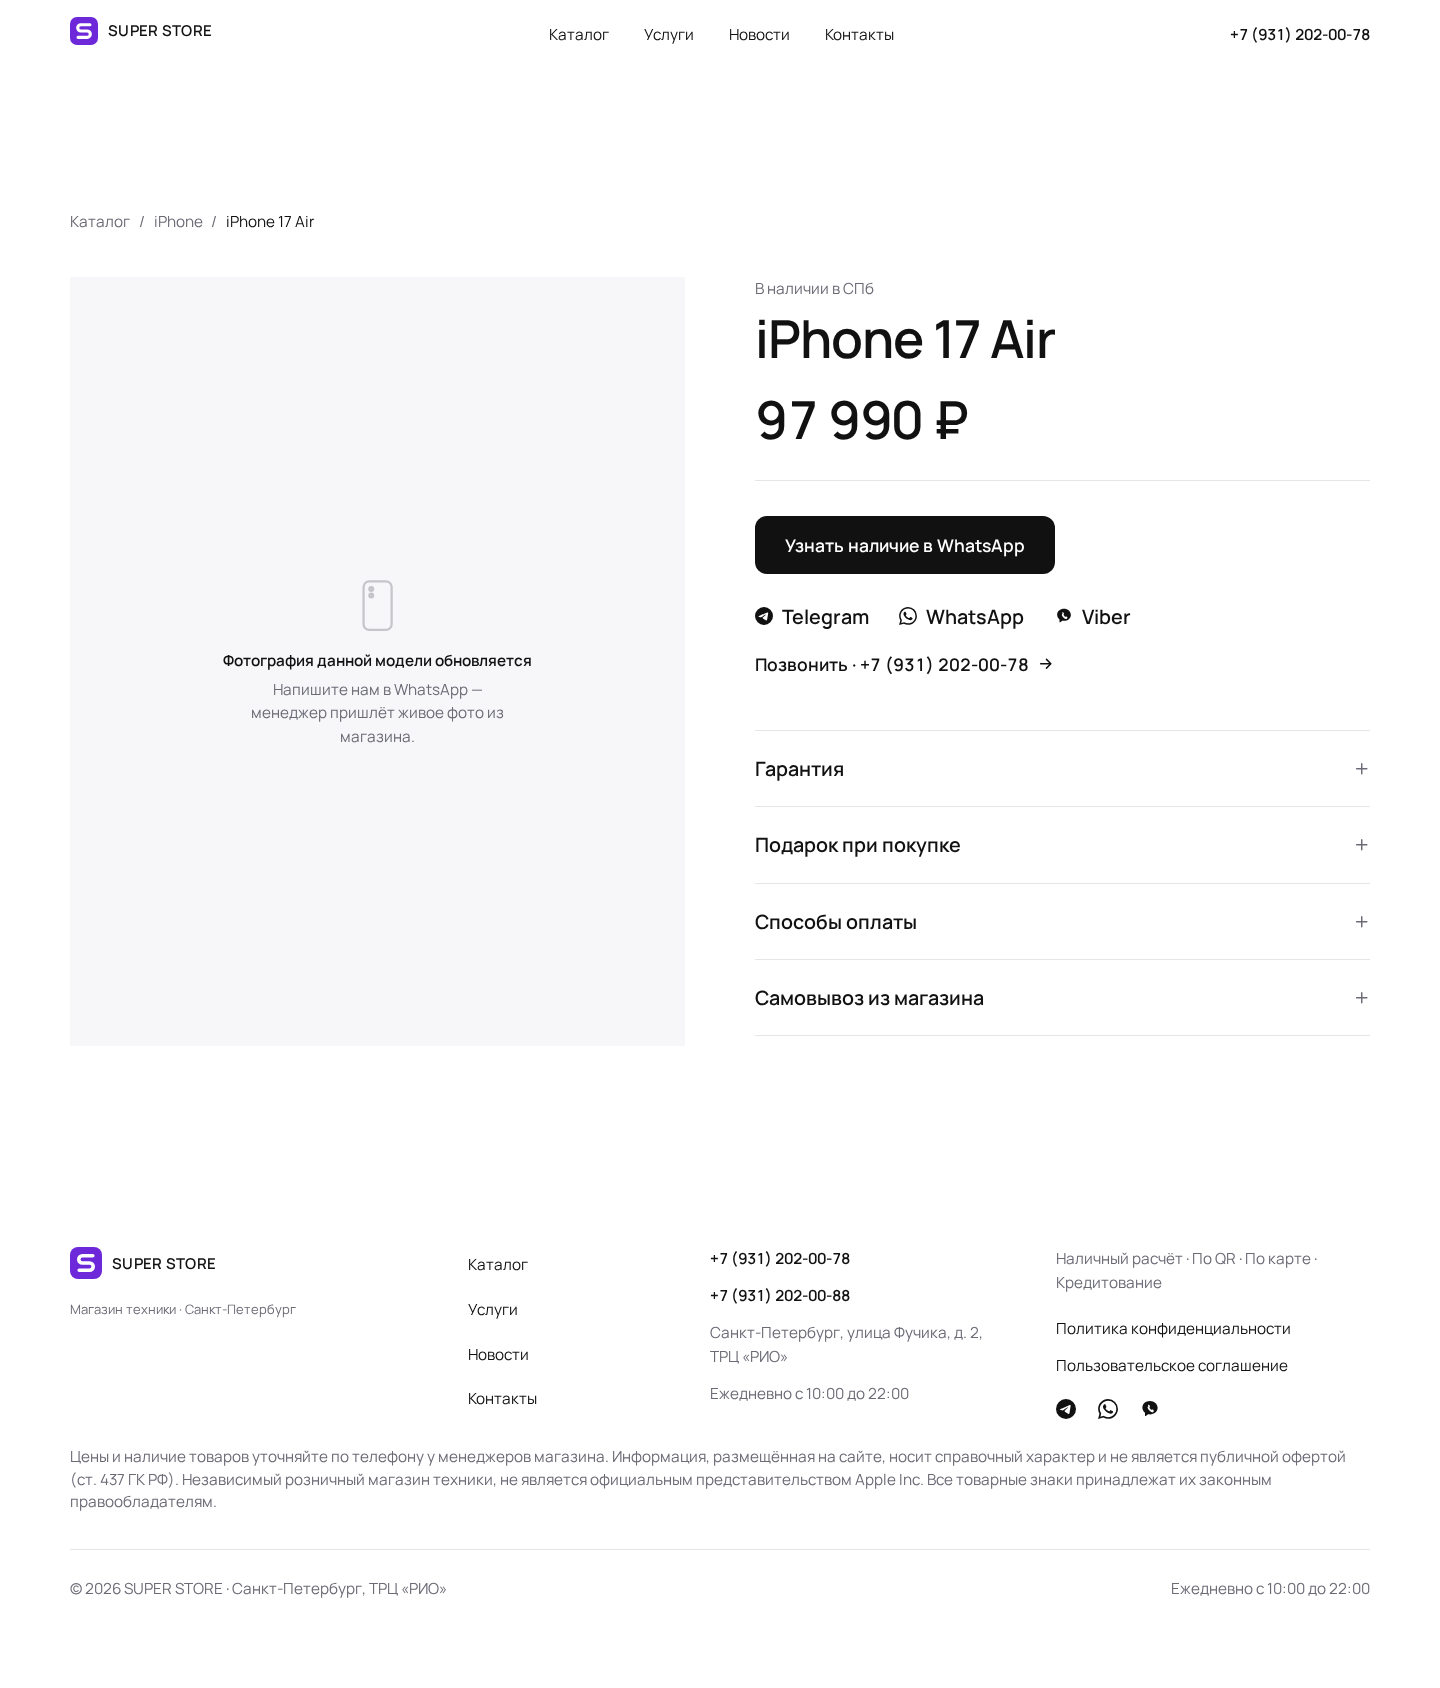 SUPER STORE
Каталог
Услуги
Новости
Контакты
+7 (931) 202-00-78
Каталог / iPhone / iPhone 17 Air
Фотография данной модели обновляется
Напишите нам в WhatsApp —
менеджер пришлёт живое фото из
магазина.
В наличии в СПб
iPhone 17 Air
97 990 ₽
Узнать наличие в WhatsApp
Telegram
WhatsApp
Viber
Позвонить · +7 (931) 202-00-78 →
Гарантия +
Подарок при покупке +
Способы оплаты +
Самовывоз из магазина +
SUPER STORE
Магазин техники · Санкт-Петербург
Каталог
Услуги
Новости
Контакты
+7 (931) 202-00-78
+7 (931) 202-00-88
Санкт-Петербург, улица Фучика, д. 2,
ТРЦ «РИО»
Ежедневно с 10:00 до 22:00
Наличный расчёт · По QR · По карте ·
Кредитование
Политика конфиденциальности
Пользовательское соглашение
Цены и наличие товаров уточняйте по телефону у менеджеров магазина. Информация, размещённая на сайте, носит справочный характер и не является публичной офертой
(ст. 437 ГК РФ). Независимый розничный магазин техники, не является официальным представительством Apple Inc. Все товарные знаки принадлежат их законным
правообладателям.
© 2026 SUPER STORE · Санкт-Петербург, ТРЦ «РИО»
Ежедневно с 10:00 до 22:00